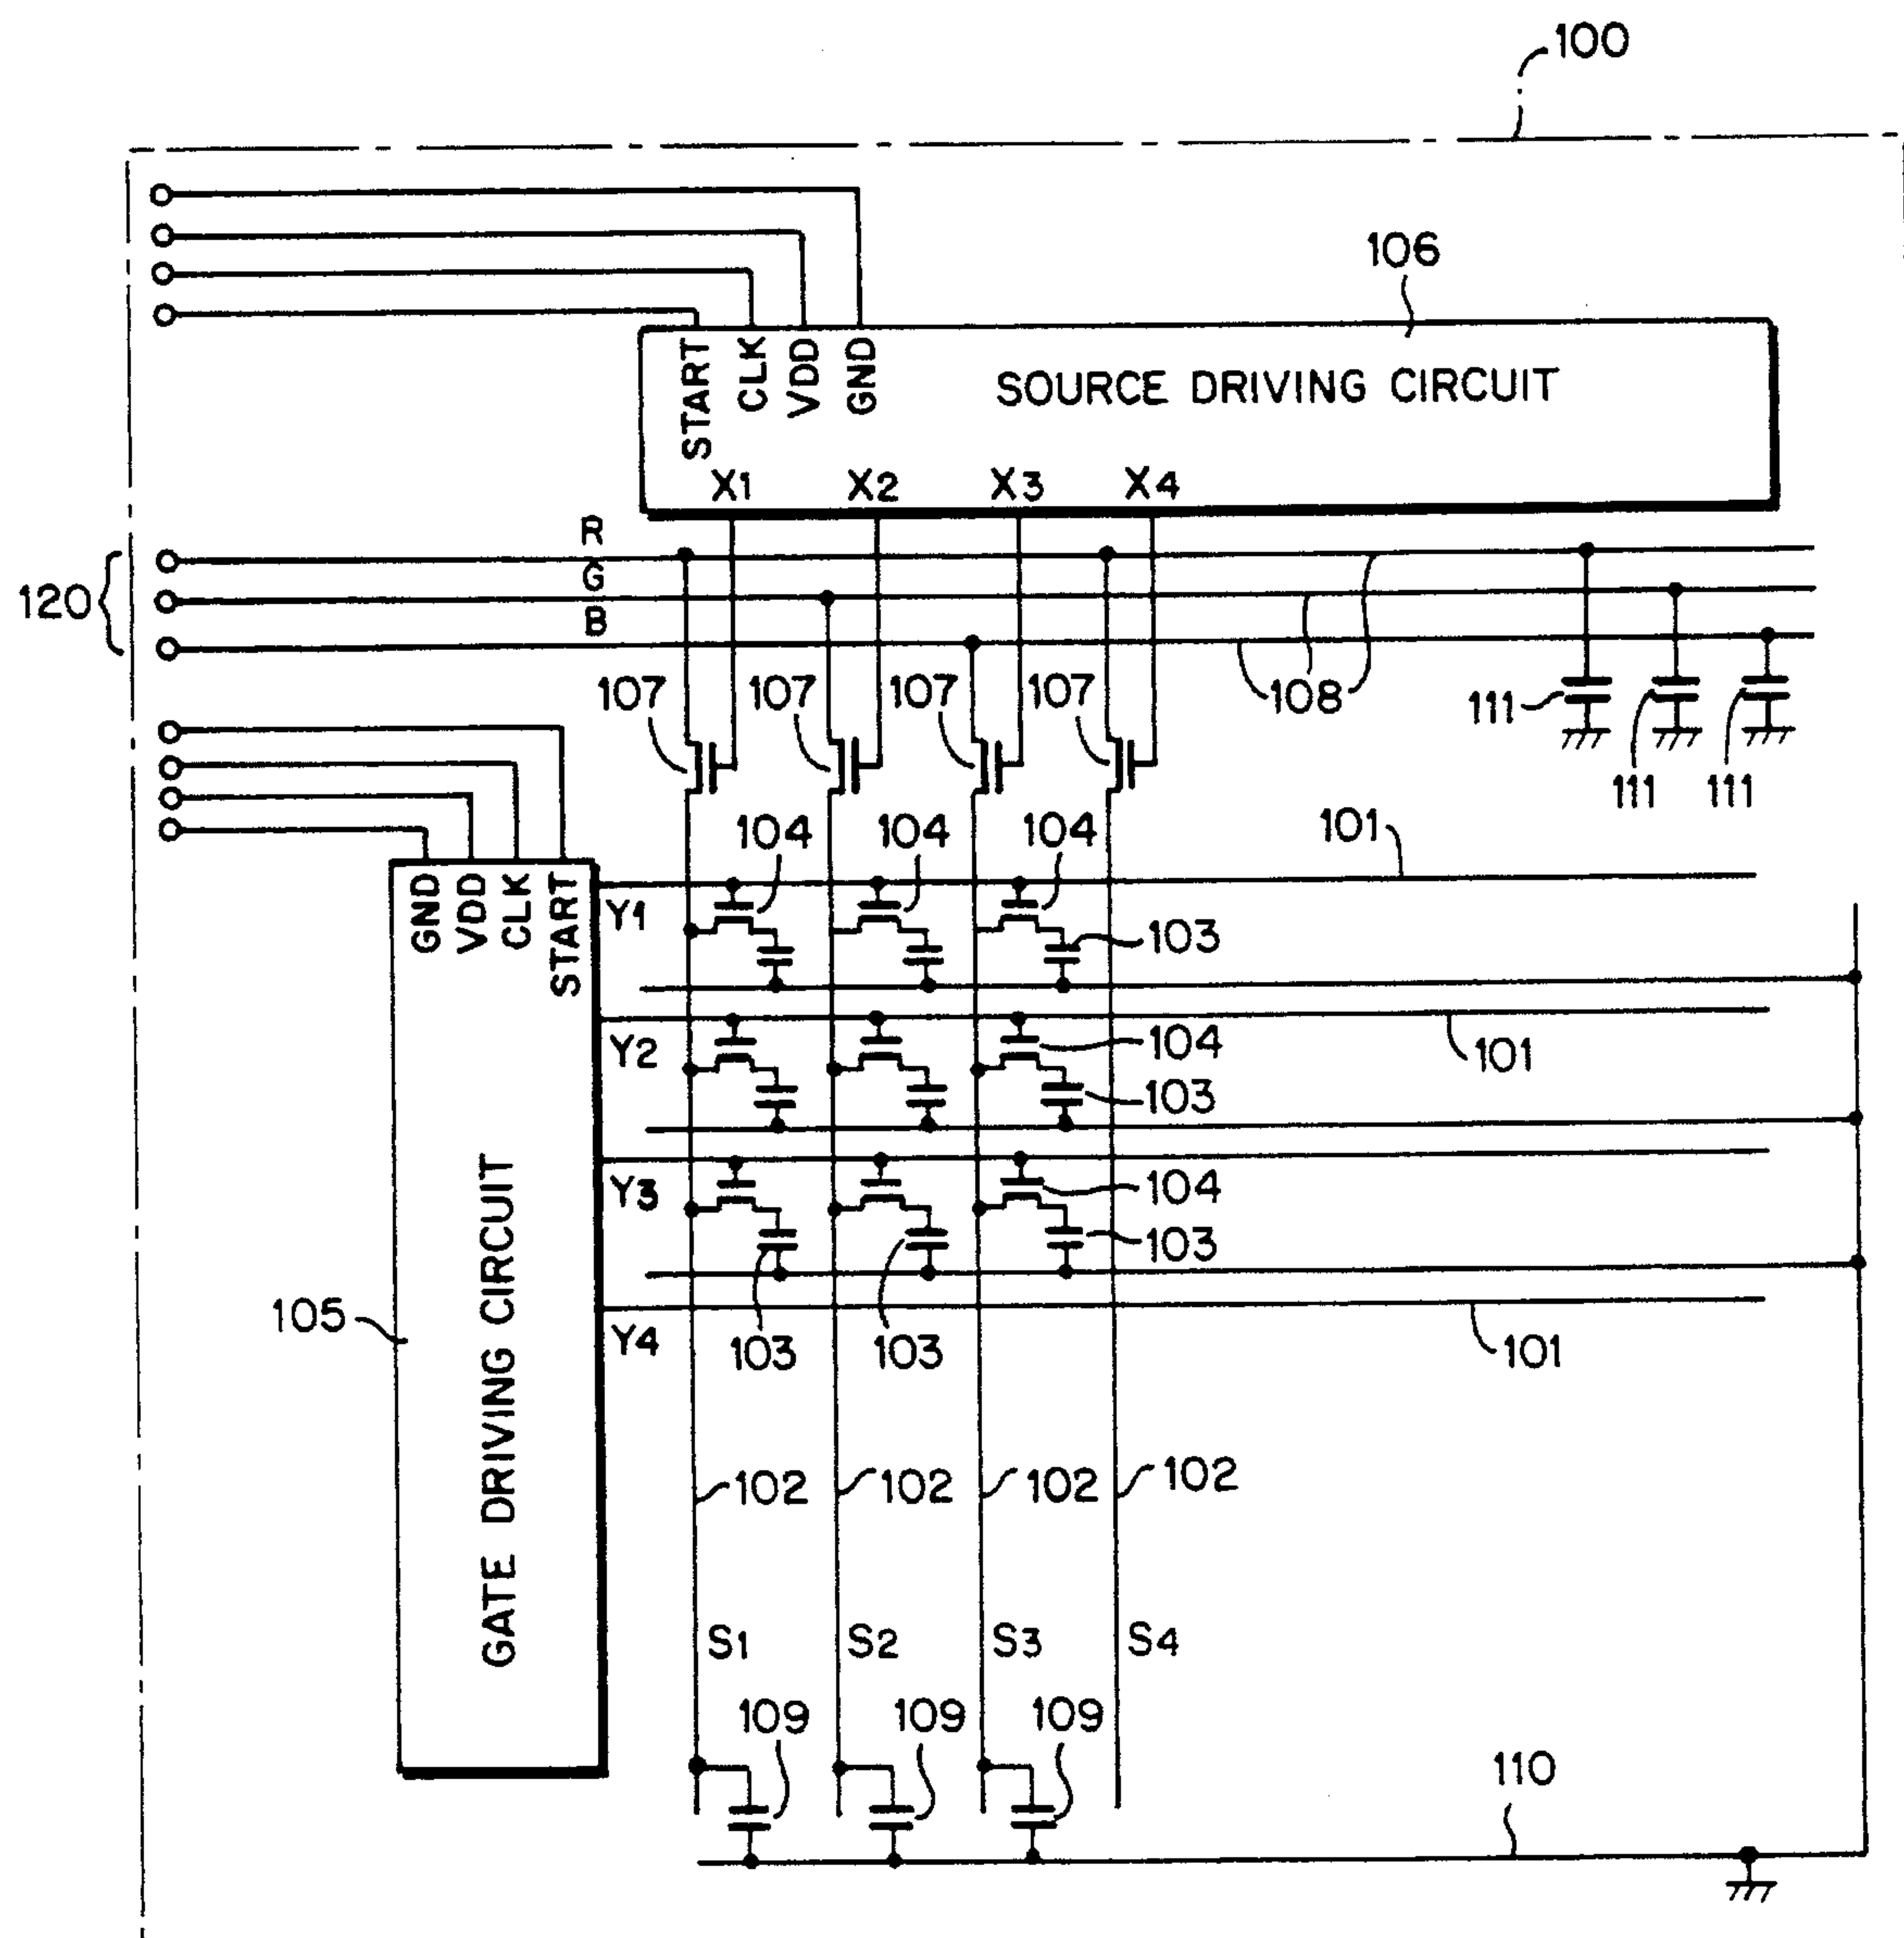 100
106
START CLK VDD GND
SOURCE DRIVING CIRCUIT
X1 X2 X3 X4
R
G
B
120
107 107 107 107
108
111
111 111
104 104 104
101
GND VDD CLK START
Y1
103
Y2
104
101
103
Y3
104
103
105
GATE DRIVING CIRCUIT
Y4
103 103
101
102 102 102 102
S1 S2 S3 S4
109 109 109
110